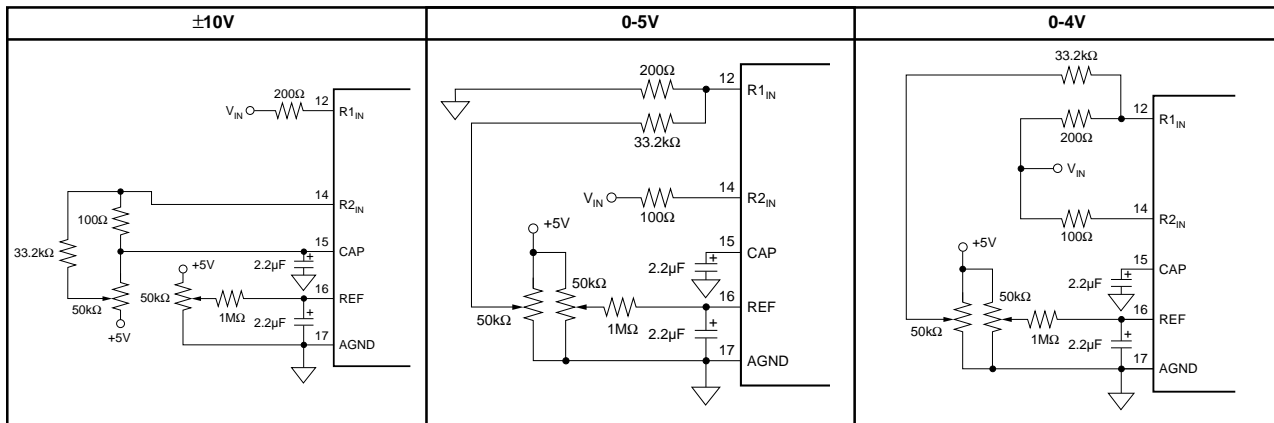 ±10V
200Ω
12
V_IN
R1_IN
14
R2_IN
100Ω
15
33.2kΩ
CAP
2.2µF
+
+5V
50kΩ
16
REF
50kΩ
1MΩ
2.2µF
+
+5V
17
AGND
0-5V
200Ω
12
R1_IN
33.2kΩ
14
V_IN
R2_IN
100Ω
+5V
15
CAP
2.2µF
+
50kΩ
16
REF
50kΩ
1MΩ
2.2µF
+
17
AGND
0-4V
33.2kΩ
12
R1_IN
200Ω
V_IN
14
R2_IN
100Ω
+5V
15
CAP
2.2µF
+
50kΩ
16
REF
50kΩ
1MΩ
2.2µF
+
17
AGND